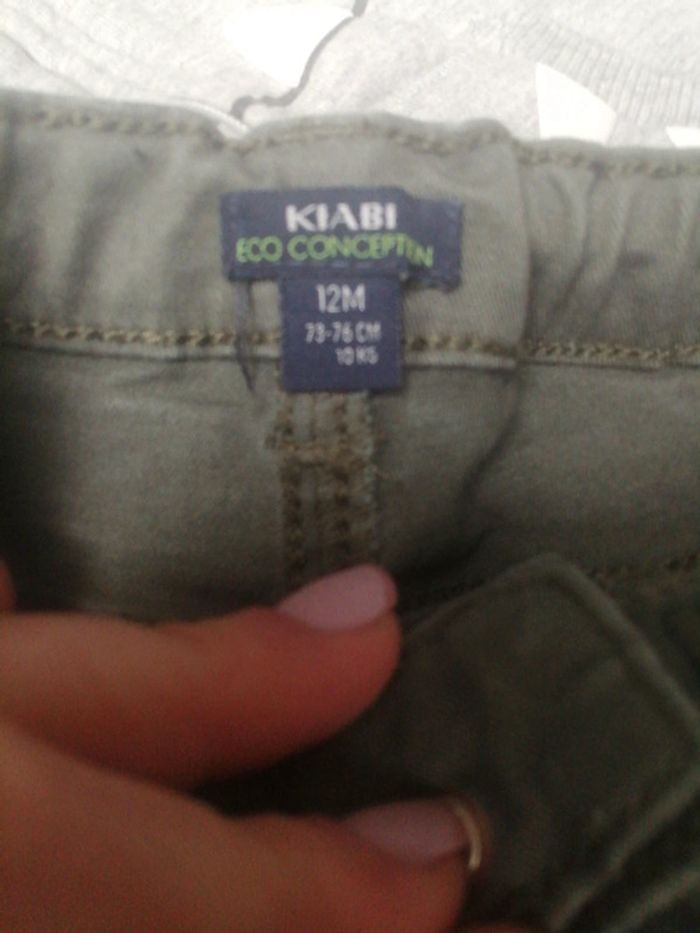 KIABI
ECO CONCEPTION
12M
73-76 CM
10 KG